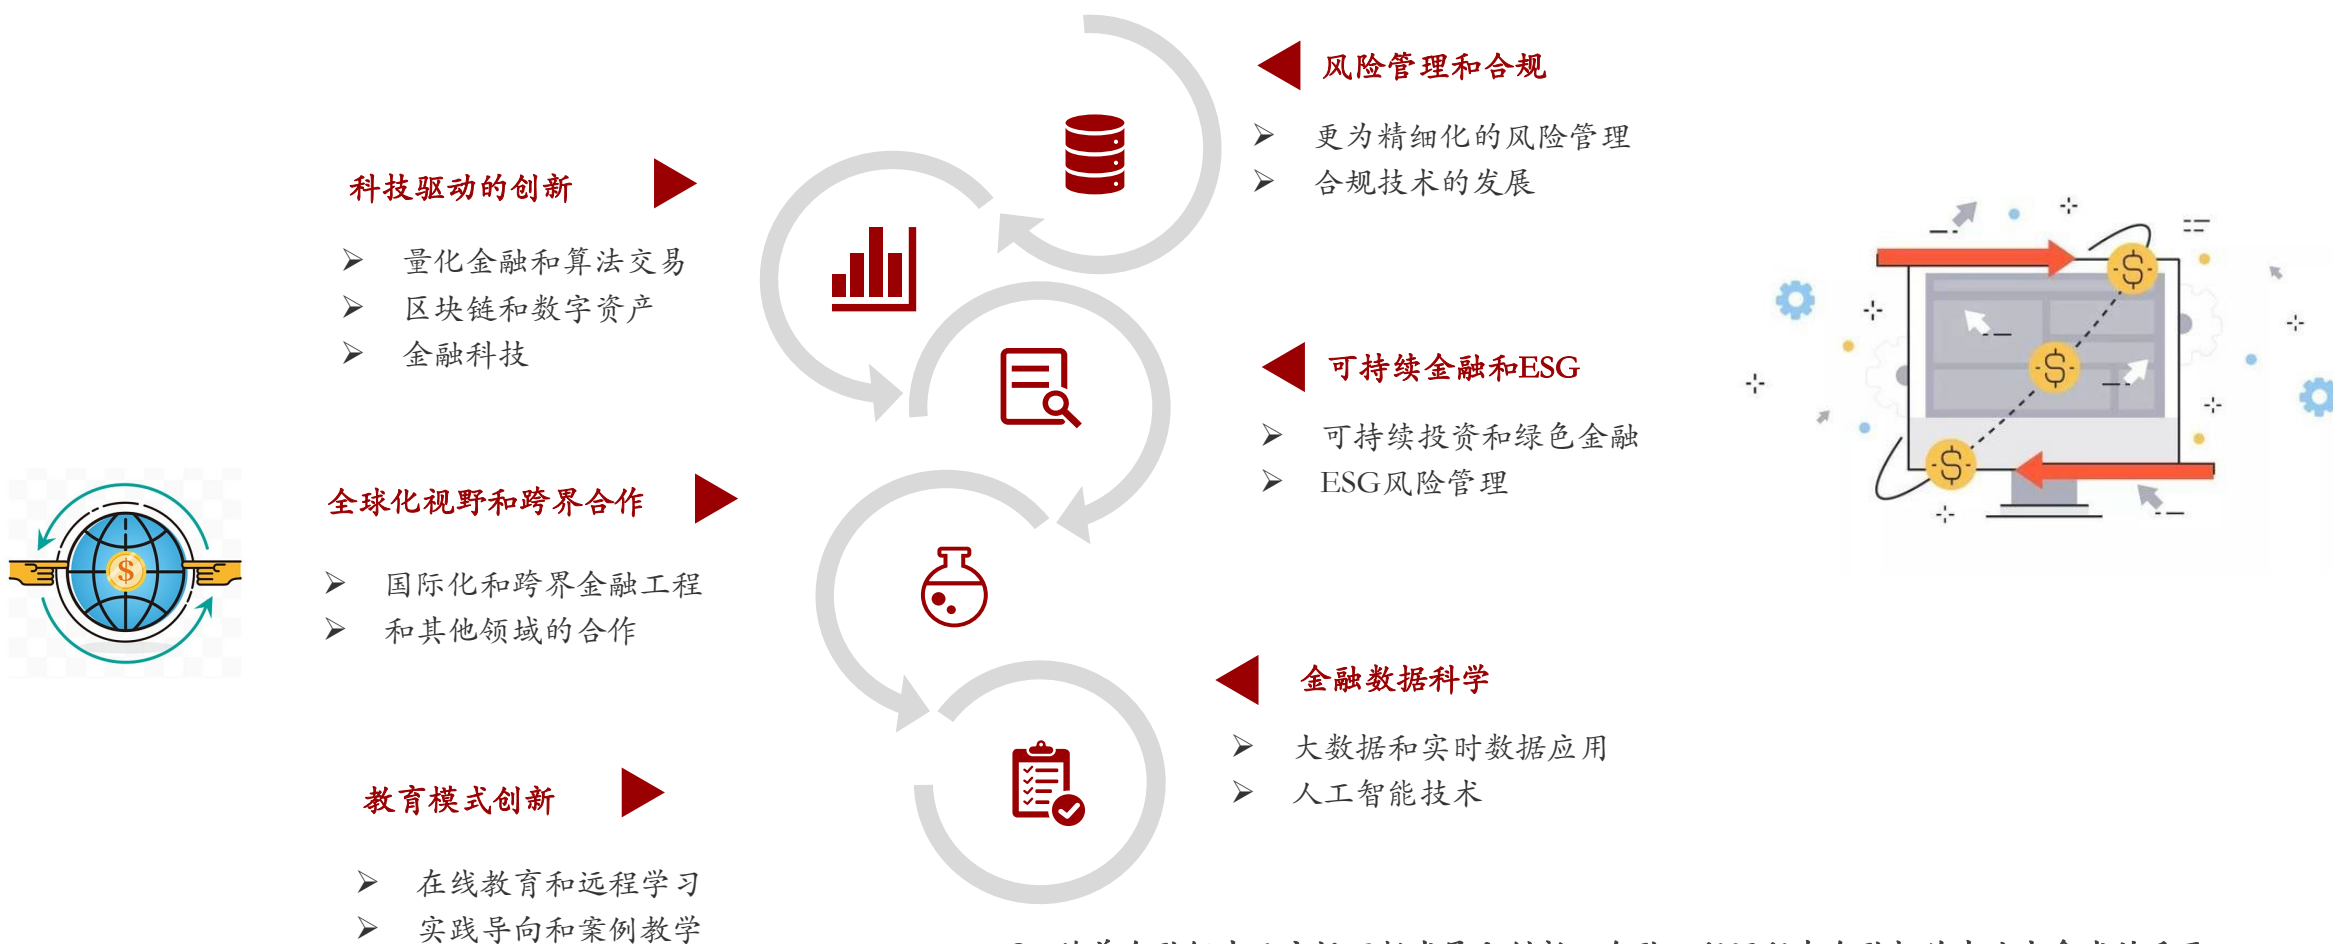 风险管理和合规
更为精细化的风险管理
合规技术的发展
科技驱动的创新
量化金融和算法交易
区块链和数字资产
金融科技
可持续金融和ESG
可持续投资和绿色金融
ESG风险管理
全球化视野和跨界合作
国际化和跨界金融工程
和其他领域的合作
金融数据科学
大数据和实时数据应用
人工智能技术
教育模式创新
在线教育和远程学习
实践导向和案例教学